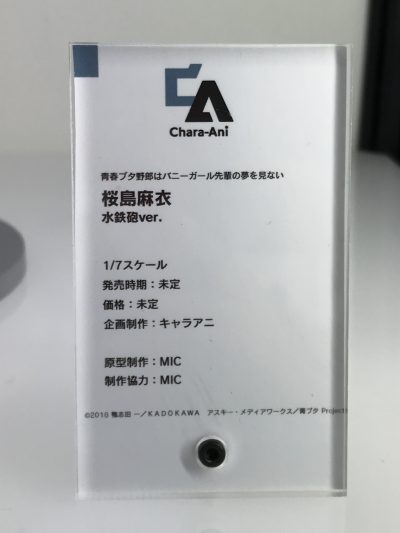 CA
Chara-Ani
青春ブタ野郎はバニーガール先輩の夢を見ない
桜島麻衣
水鉄砲ver.
1/7スケール
発売時期：未定
価格：未定
企画制作：キャラアニ
原型制作：MIC
制作協力：MIC
©2018 鴨志田 一／KADOKAWA アスキー・メディアワークス／青ブタ Project